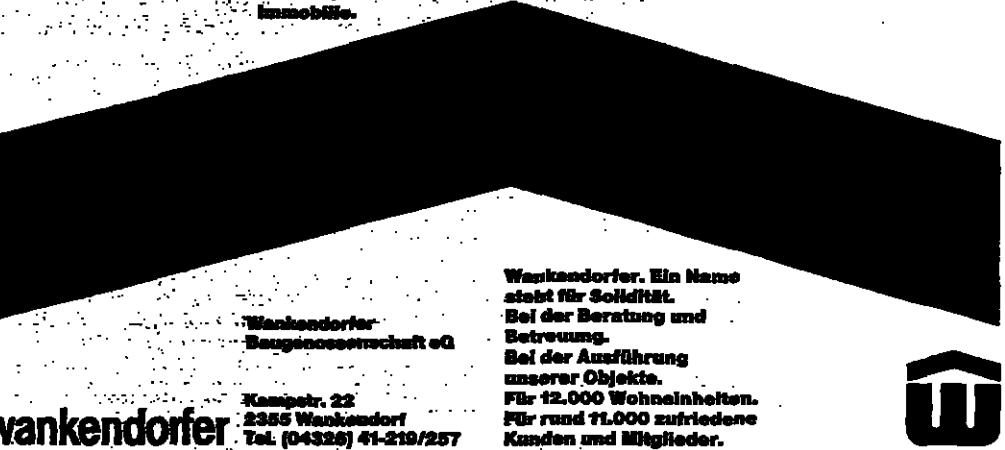 Immobilie.
Wankendorfer
Baugenossenschaft eG
Kampstr. 22
2355 Wankendorf
Tel. (04326) 41-219/257
wankendorfer
Wankendorfer. Ein Name
steht für Solidität.
Bei der Beratung und
Betreuung.
Bei der Ausführung
unserer Objekte.
Für 12.000 Wohneinheiten.
Für rund 11.000 zufriedene
Kunden und Mitglieder.